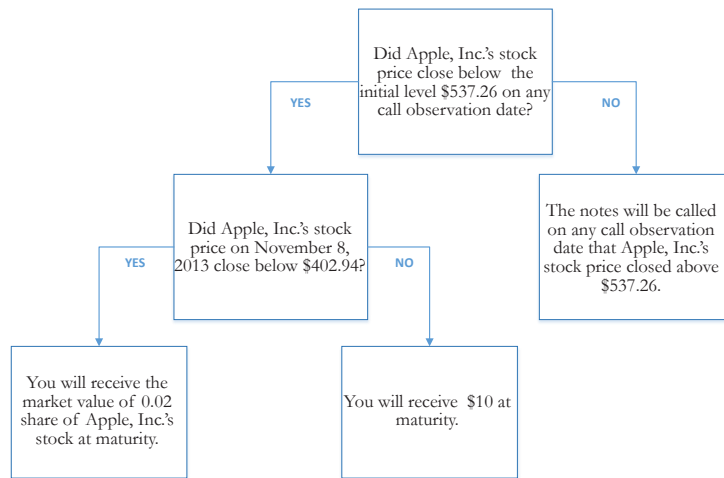 Did Apple, Inc.'s stock
price close below the
initial level $537.26 on any
call observation date?
YES
NO
Did Apple, Inc.'s stock
price on November 8,
2013 close below $402.94?
The notes will be called
on any call observation
date that Apple, Inc.'s
stock price closed above
$537.26.
YES
NO
You will receive the
market value of 0.02
share of Apple, Inc.'s
stock at maturity.
You will receive $10 at
maturity.